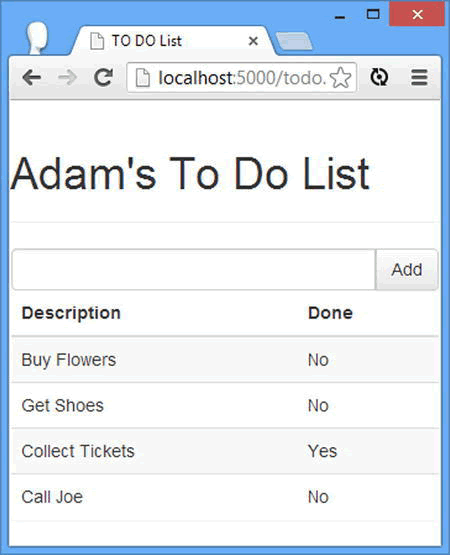 TO DO List
localhost:5000/todo.
Adam's To Do List
Add
Description Done
Buy Flowers No
Get Shoes No
Collect Tickets Yes
Call Joe No